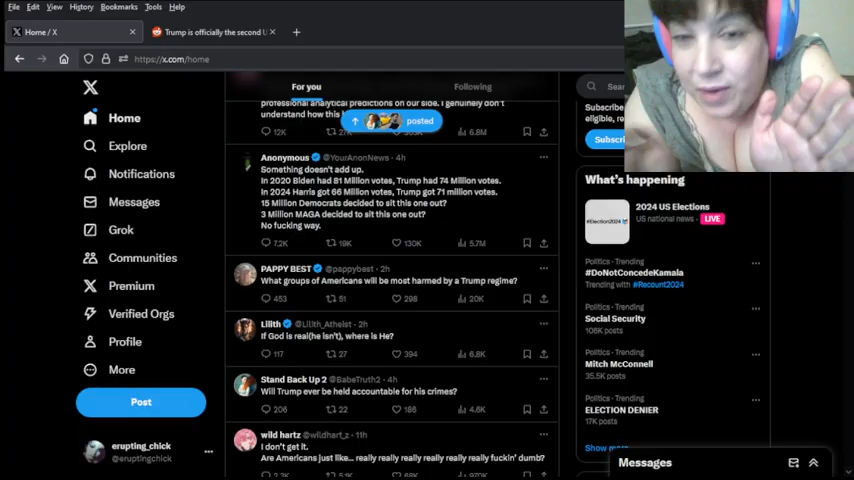 File Edit View History Bookmarks Tools Help
Home / X
Trump is officially the second U
https://x.com/home
For you
Following
Sear
professional analytical predictions on our side. I genuinely don't
understand how this
posted
12K 27K 303K 6.8M
Anonymous @YourAnonNews · 4h
Something doesn't add up.
In 2020 Biden had 81 Million votes, Trump had 74 Million votes.
In 2024 Harris got 66 Million votes, Trump got 71 million votes.
15 Million Democrats decided to sit this one out?
3 Million MAGA decided to sit this one out?
No fucking way.
7.2K 19K 130K 5.7M
PAPPY BEST @pappybest · 2h
What groups of Americans will be most harmed by a Trump regime?
453 51 298 20K
Lilith @Lilith_Atheist · 2h
If God is real(he isn't), where is He?
117 27 394 6.8K
Stand Back Up 2 @BabeTruth2 · 4h
Will Trump ever be held accountable for his crimes?
206 22 186 4.6K
wild hartz @wildhart_z · 11h
I don't get it.
Are Americans just like... really really really really really really fuckin' dumb?
Home
Explore
Notifications
Messages
Grok
Communities
Premium
Verified Orgs
Profile
More
Post
erupting_chick
@eruptingchick
Subscribe
eligible, re
Subscri
What's happening
2024 US Elections
US national news · LIVE
#Election2024
Politics · Trending
#DoNotConcedeKamala
Trending with #Recount2024
Politics · Trending
Social Security
108K posts
Politics · Trending
Mitch McConnell
35.5K posts
Politics · Trending
ELECTION DENIER
17K posts
Show more
Messages